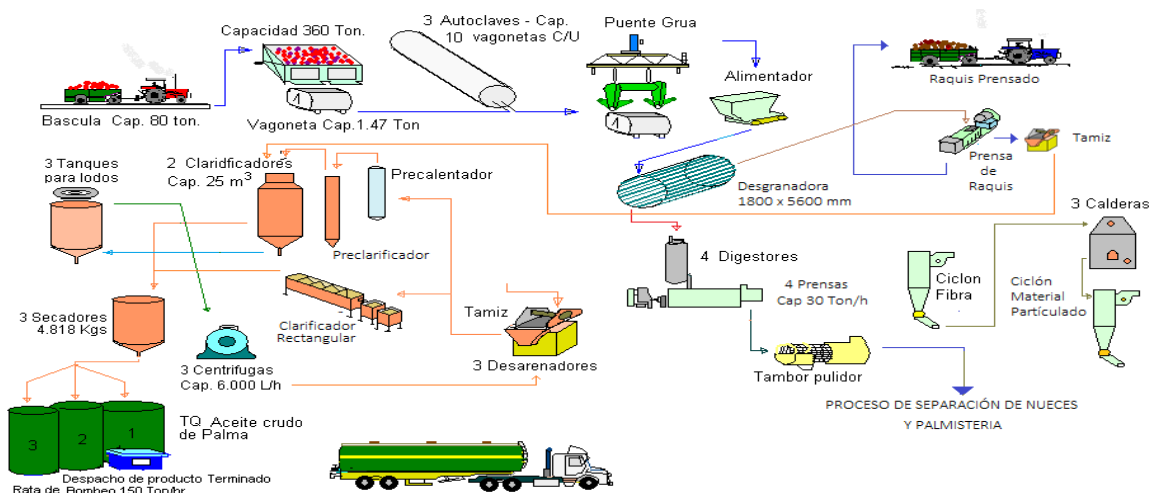 Capacidad 360 Ton.
3 Autoclaves - Cap.
10 vagonetas C/U
Puente Grua
Alimentador
Raquis Prensado
Bascula Cap. 80 ton.
Vagoneta Cap.1.47 Ton
1
1
Prensa
de
Raquis
Tamiz
3 Tanques
para lodos
2 Claridficadores
Cap. 25 m³
Precalentador
Desgranadora
1800 x 5600 mm
3 Calderas
Preclarificador
4 Digestores
4 Prensas
Cap 30 Ton/h
Ciclon
Fibra
Ciclón
Material
Partículado
3 Secadores
4.818 Kgs
Clarificador
Rectangular
Tamiz
3 Desarenadores
3 Centrifugas
Cap. 6.000 L/h
Tambor pulidor
PROCESO DE SEPARACIÓN DE NUECES
Y PALMISTERIA
3
2
1
TQ Aceite crudo
de Palma
Despacho de producto Terminado
Rata de Bombeo 150 Ton/hr